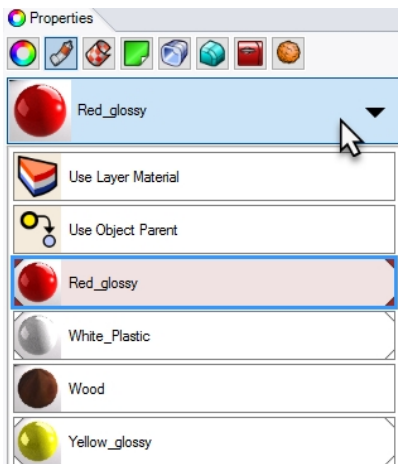 Properties
Red_glossy
Use Layer Material
Use Object Parent
Red_glossy
White_Plastic
Wood
Yellow_glossy